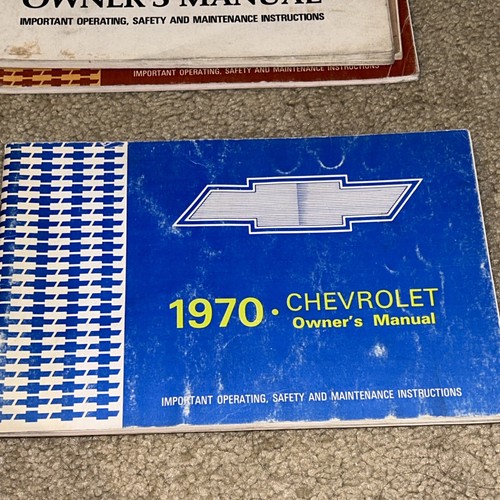 OWNER'S MANUAL
IMPORTANT OPERATING, SAFETY AND MAINTENANCE INSTRUCTIONS
IMPORTANT OPERATING, SAFETY AND MAINTENANCE INSTRUCTIONS
1970 • CHEVROLET
Owner's Manual
IMPORTANT OPERATING, SAFETY AND MAINTENANCE INSTRUCTIONS